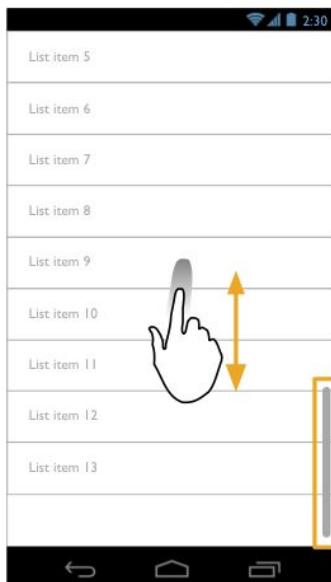 2:30
List item 5
List item 6
List item 7
List item 8
List item 9
List item 10
List item 11
List item 12
List item 13